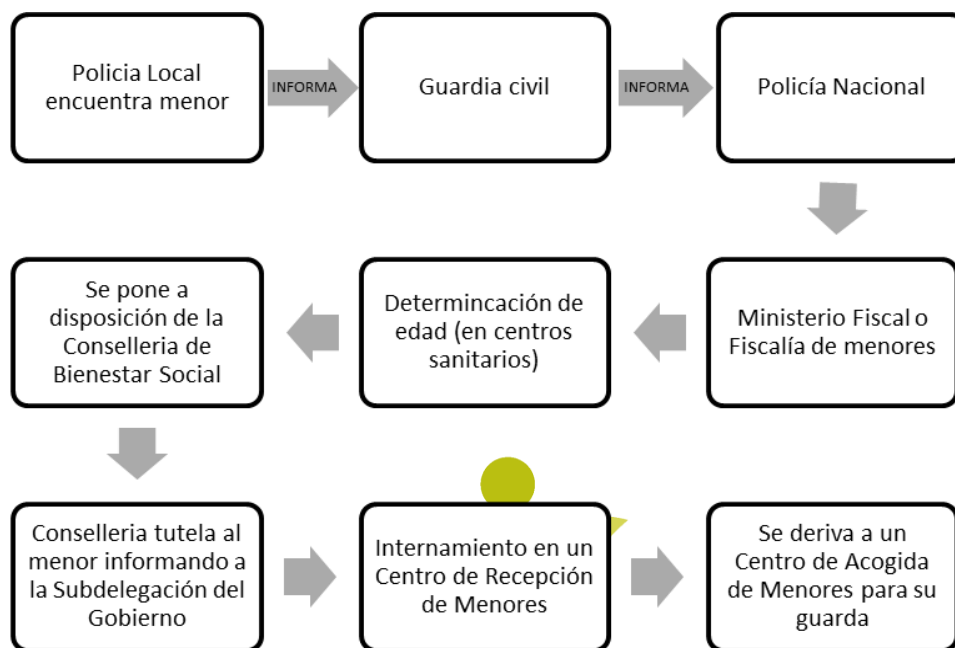 Policia Local
encuentra menor
INFORMA
Guardia civil
INFORMA
Policía Nacional
Ministerio Fiscal o
Fiscalía de menores
Determincación de
edad (en centros
sanitarios)
Se pone a
disposición de la
Conselleria de
Bienestar Social
Conselleria tutela al
menor informando a
la Subdelegación del
Gobierno
Internamiento en un
Centro de Recepción
de Menores
Se deriva a un
Centro de Acogida
de Menores para su
guarda